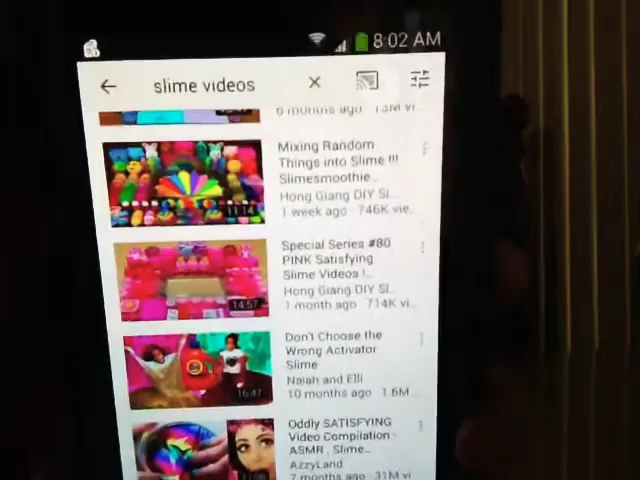 8:02 AM
slime videos
6 months ago 13M vi..
Mixing Random
Things into Slime !!!
Slimesmoothie..
Hong Giang DIY Sl...
1 week ago 746K vie..
11:14
Special Series #80
PINK Satisfying
Slime Videos !..
Hong Giang DIY Sl...
1 month ago 714K vi..
14:57
Don't Choose the
Wrong Activator
Slime
Naiah and Elli
10 months ago 1.6M...
16:47
Oddly SATISFYING
Video Compilation -
ASMR , Slime...
AzzyLand
7 months ago 31M vi